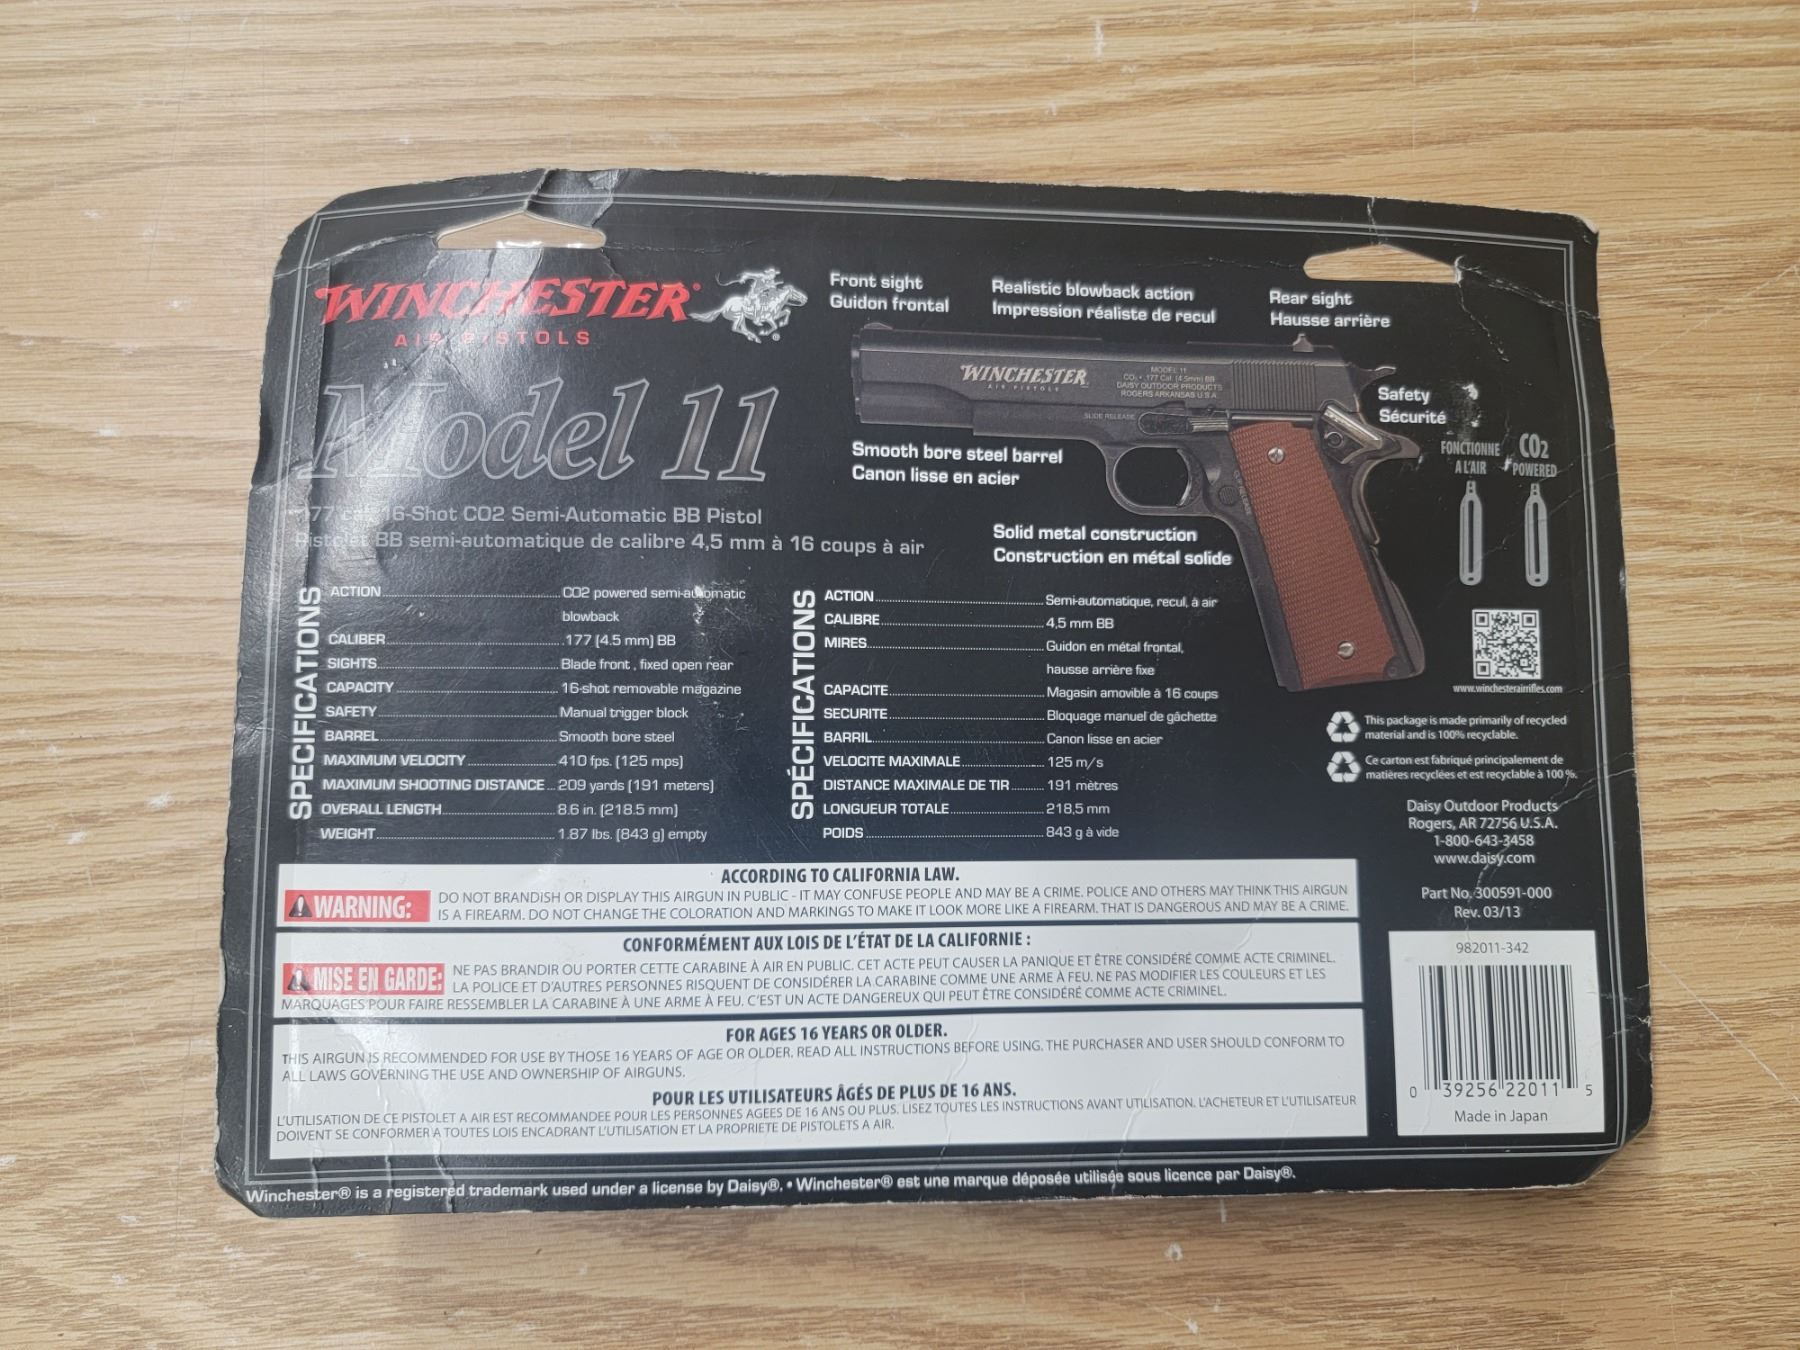 WINCHESTER®
AIR PISTOLS
Model 11
.177 cal. 16-Shot CO2 Semi-Automatic BB Pistol
Pistolet BB semi-automatique de calibre 4,5 mm à 16 coups à air
Front sight
Guidon frontal
Realistic blowback action
Impression réaliste de recul
Rear sight
Hausse arrière
WINCHESTER
AIR PISTOLS
MODEL 11
CO2 • .177 Cal. (4.5mm) BB
DAISY OUTDOOR PRODUCTS
ROGERS ARKANSAS U.S.A.
SLIDE RELEASE
Safety
Sécurité
Smooth bore steel barrel
Canon lisse en acier
Solid metal construction
Construction en métal solide
FONCTIONNE
A L'AIR
CO2
POWERED
www.winchesterairrifles.com
SPECIFICATIONS
ACTION CO2 powered semi-automatic
blowback
CALIBER .177 (4.5 mm) BB
SIGHTS Blade front , fixed open rear
CAPACITY 16-shot removable magazine
SAFETY Manual trigger block
BARREL Smooth bore steel
MAXIMUM VELOCITY 410 fps. (125 mps)
MAXIMUM SHOOTING DISTANCE 209 yards (191 meters)
OVERALL LENGTH 8.6 in. (218.5 mm)
WEIGHT 1.87 lbs. (843 g) empty
SPÉCIFICATIONS
ACTION Semi-automatique, recul, à air
CALIBRE 4,5 mm BB
MIRES Guidon en métal frontal,
hausse arrière fixe
CAPACITE Magasin amovible à 16 coups
SECURITE Bloquage manuel de gâchette
BARRIL Canon lisse en acier
VELOCITE MAXIMALE 125 m/s
DISTANCE MAXIMALE DE TIR 191 mètres
LONGUEUR TOTALE 218,5 mm
POIDS 843 g à vide
This package is made primarily of recycled
material and is 100% recyclable.
Ce carton est fabriqué principalement de
matières recyclées et est recyclable à 100 %.
Daisy Outdoor Products
Rogers, AR 72756 U.S.A.
1-800-643-3458
www.daisy.com
Part No. 300591-000
Rev. 03/13
ACCORDING TO CALIFORNIA LAW.
WARNING: DO NOT BRANDiSH OR DISPLAY THIS AIRGUN IN PUBLIC - IT MAY CONFUSE PEOPLE AND MAY BE A CRIME. POLICE AND OTHERS MAY THINK THIS AIRGUN
IS A FIREARM. DO NOT CHANGE THE COLORATION AND MARKINGS TO MAKE IT LOOK MORE LIKE A FIREARM. THAT IS DANGEROUS AND MAY BE A CRIME.
CONFORMÉMENT AUX LOIS DE L'ÉTAT DE LA CALIFORNIE :
MISE EN GARDE: NE PAS BRANDIR OU PORTER CETTE CARABINE À AIR EN PUBLIC. CET ACTE PEUT CAUSER LA PANIQUE ET ÊTRE CONSIDÉRÉ COMME ACTE CRIMINEL.
LA POLICE ET D'AUTRES PERSONNES RISQUENT DE CONSIDÉRER LA CARABINE COMME UNE ARME À FEU. NE PAS MODIFIER LES COULEURS ET LES
MARQUAGES POUR FAIRE RESSEMBLER LA CARABINE À UNE ARME À FEU. C'EST UN ACTE DANGEREUX QUI PEUT ÊTRE CONSIDÉRÉ COMME ACTE CRIMINEL.
FOR AGES 16 YEARS OR OLDER.
THIS AIRGUN IS RECOMMENDED FOR USE BY THOSE 16 YEARS OF AGE OR OLDER. READ ALL INSTRUCTIONS BEFORE USING. THE PURCHASER AND USER SHOULD CONFORM TO
ALL LAWS GOVERNING THE USE AND OWNERSHIP OF AIRGUNS.
POUR LES UTILISATEURS ÂGÉS DE PLUS DE 16 ANS.
L'UTILISATION DE CE PISTOLET A AIR EST RECOMMANDEE POUR LES PERSONNES AGEES DE 16 ANS OU PLUS. LISEZ TOUTES LES INSTRUCTIONS AVANT UTILISATION. L'ACHETEUR ET L'UTILISATEUR
DOIVENT SE CONFORMER A TOUTES LOIS ENCADRANT L'UTILISATION ET LA PROPRIETE DE PISTOLETS A AIR.
982011-342
0 39256 22011 5
Made in Japan
Winchester® is a registered trademark used under a license by Daisy®. • Winchester® est une marque déposée utilisée sous licence par Daisy®.